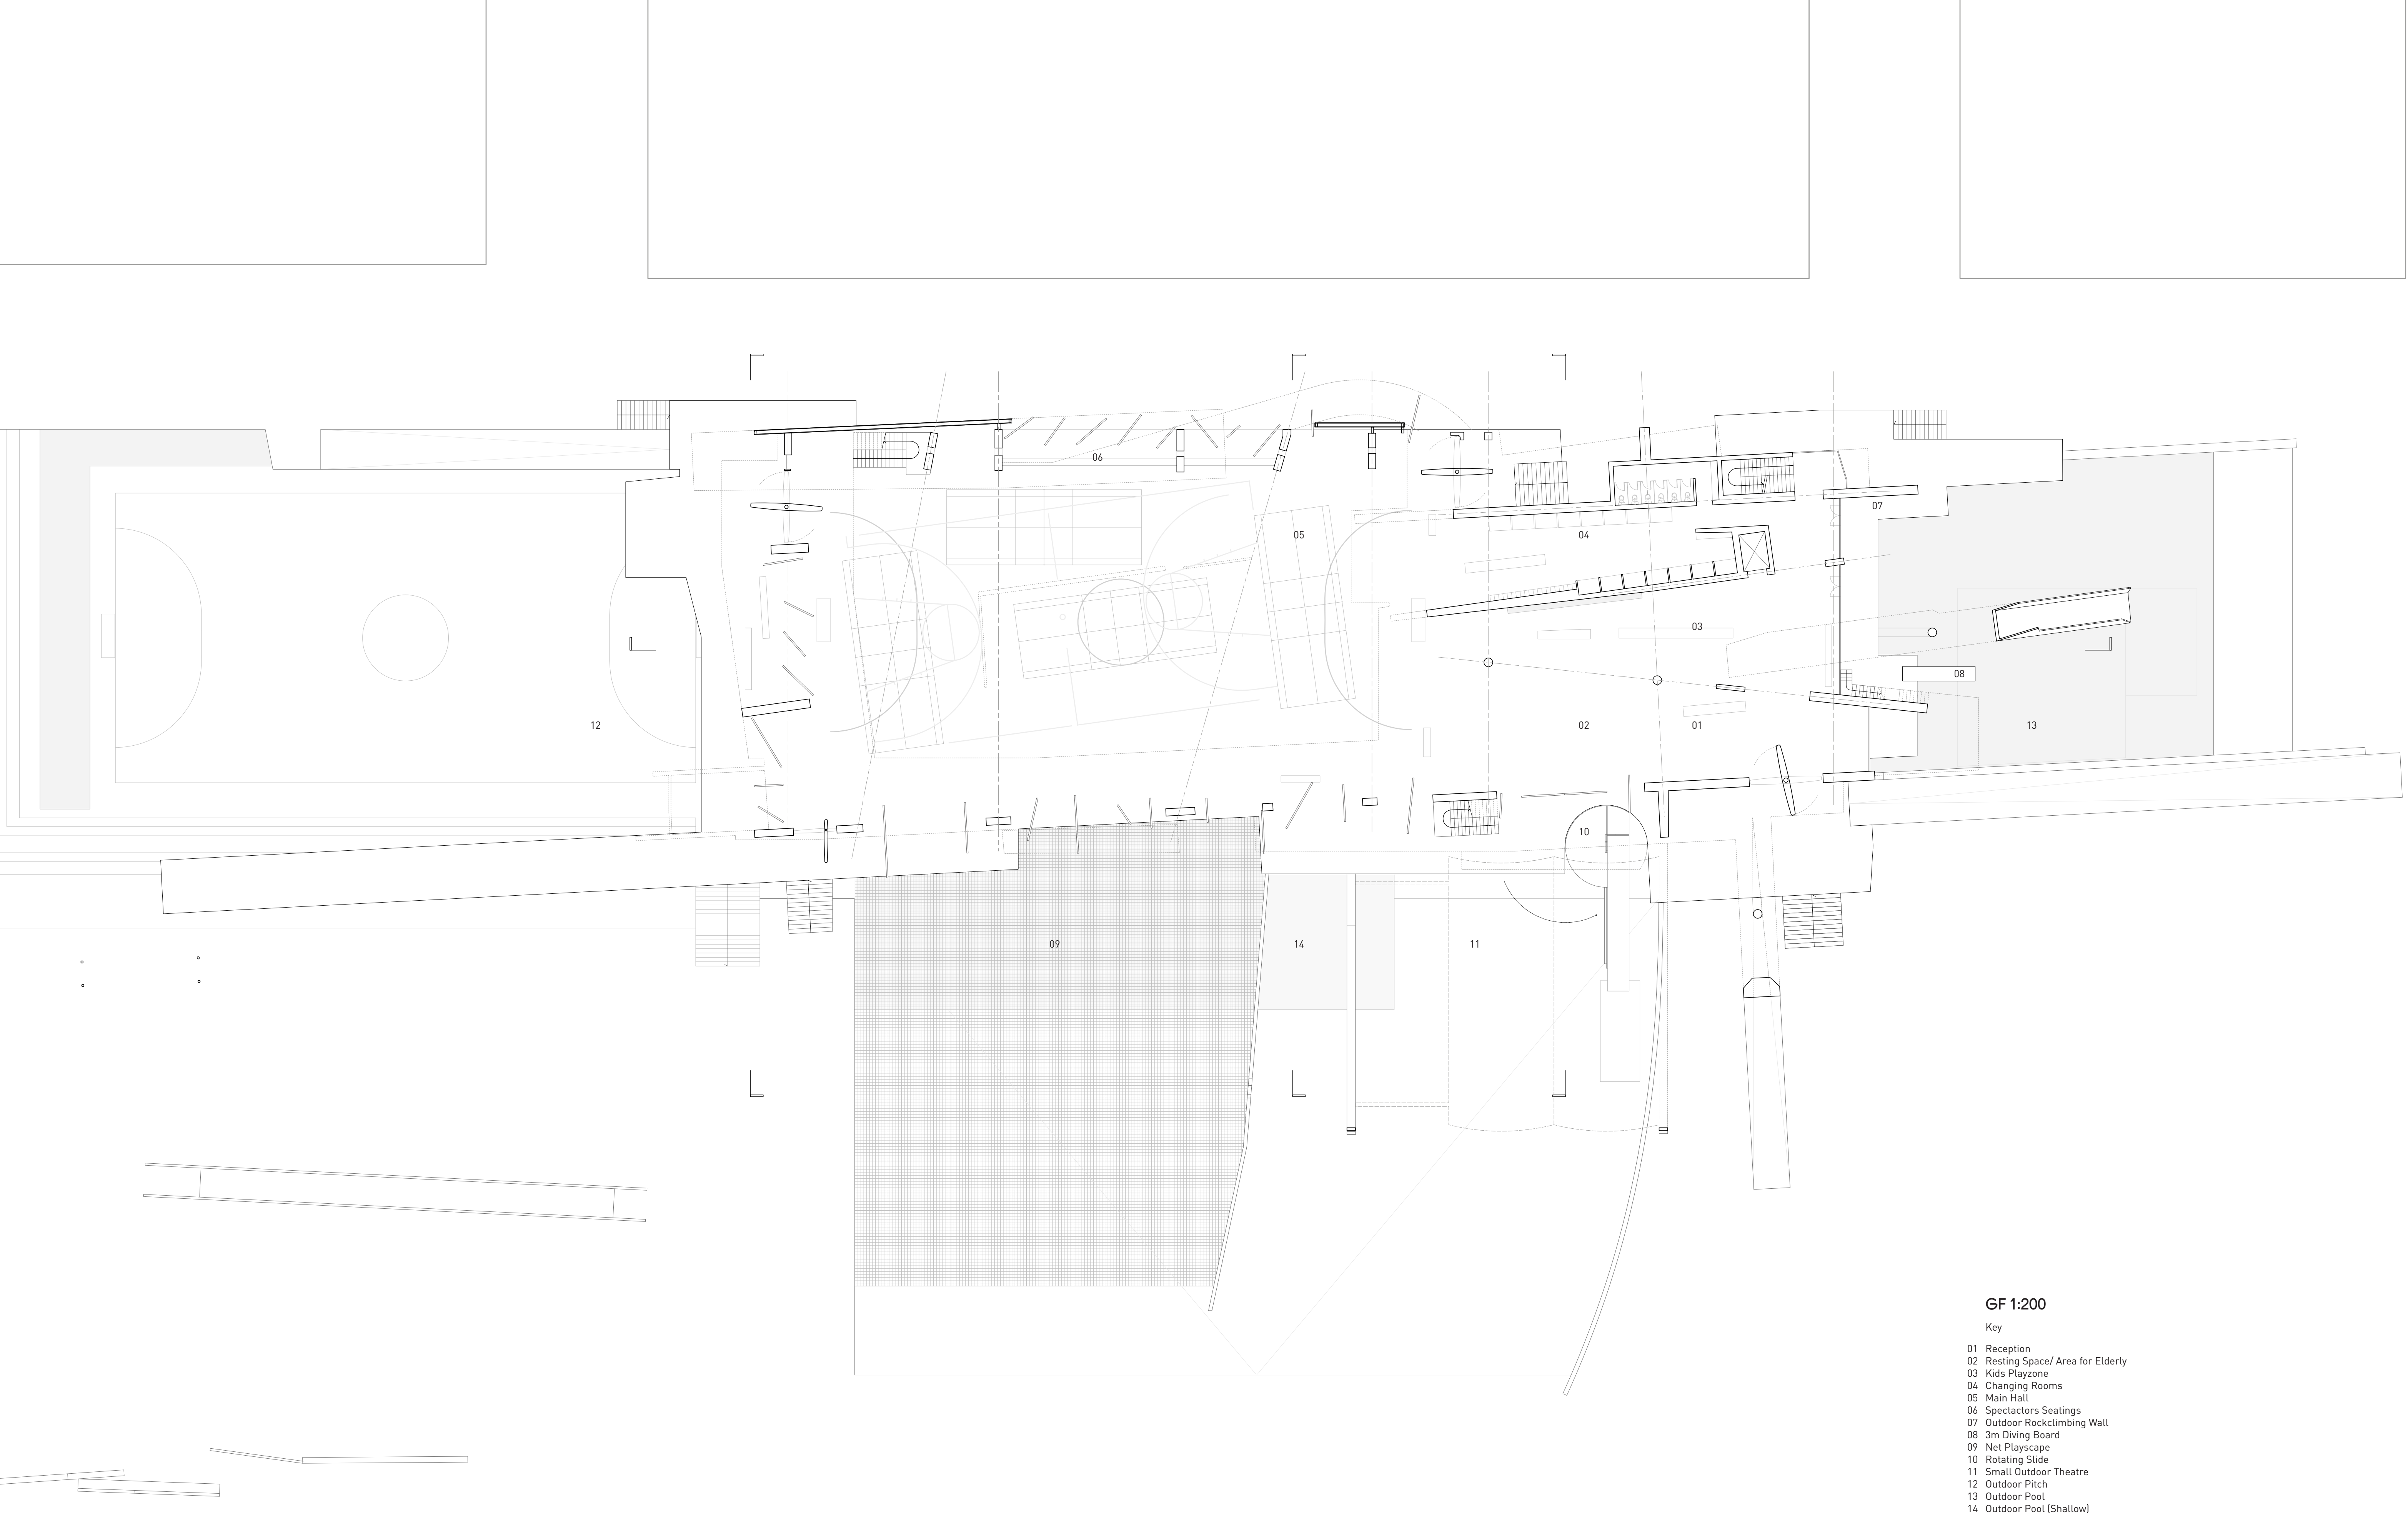 06
07
05
04
03
08
12
02
01
13
10
09
14
11
GF 1:200
Key
01 Reception
02 Resting Space/ Area for Elderly
03 Kids Playzone
04 Changing Rooms
05 Main Hall
06 Spectactors Seatings
07 Outdoor Rockclimbing Wall
08 3m Diving Board
09 Net Playscape
10 Rotating Slide
11 Small Outdoor Theatre
12 Outdoor Pitch
13 Outdoor Pool
14 Outdoor Pool (Shallow)